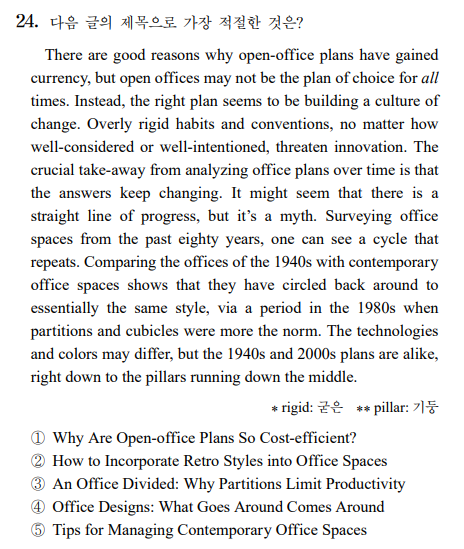 24. 다음 글의 제목으로 가장 적절한 것은?
There are good reasons why open-office plans have gained
currency, but open offices may not be the plan of choice for all
times. Instead, the right plan seems to be building a culture of
change. Overly rigid habits and conventions, no matter how
well-considered or well-intentioned, threaten innovation. The
crucial take-away from analyzing office plans over time is that
the answers keep changing. It might seem that there is a
straight line of progress, but it's a myth. Surveying office
spaces from the past eighty years, one can see a cycle that
repeats. Comparing the offices of the 1940s with contemporary
office spaces shows that they have circled back around to
essentially the same style, via a period in the 1980s when
partitions and cubicles were more the norm. The technologies
and colors may differ, but the 1940s and 2000s plans are alike,
right down to the pillars running down the middle.
* rigid: 굳은 ** pillar: 기둥
① Why Are Open-office Plans So Cost-efficient?
② How to Incorporate Retro Styles into Office Spaces
③ An Office Divided: Why Partitions Limit Productivity
④ Office Designs: What Goes Around Comes Around
⑤ Tips for Managing Contemporary Office Spaces